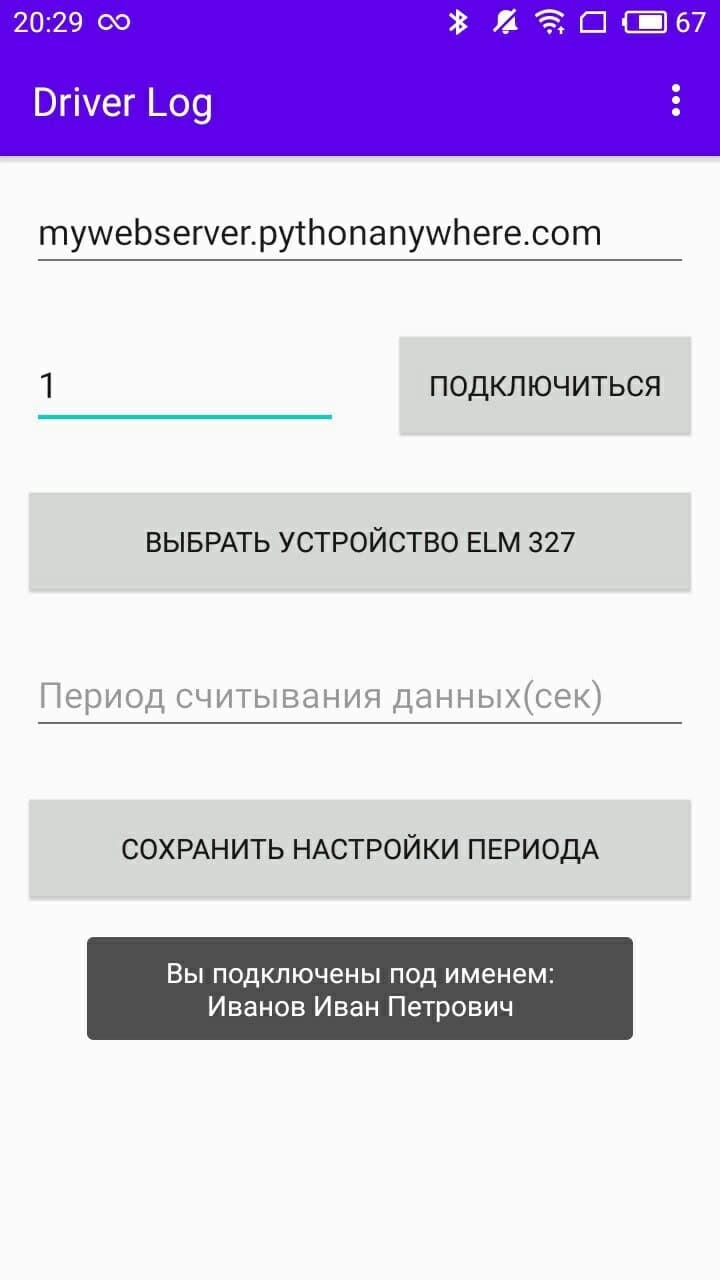 20:29
67
Driver Log
mywebserver.pythonanywhere.com
1
ПОДКЛЮЧИТЬСЯ
ВЫБРАТЬ УСТРОЙСТВО ELM 327
Период считывания данных(сек)
СОХРАНИТЬ НАСТРОЙКИ ПЕРИОДА
Вы подключены под именем:
Иванов Иван Петрович